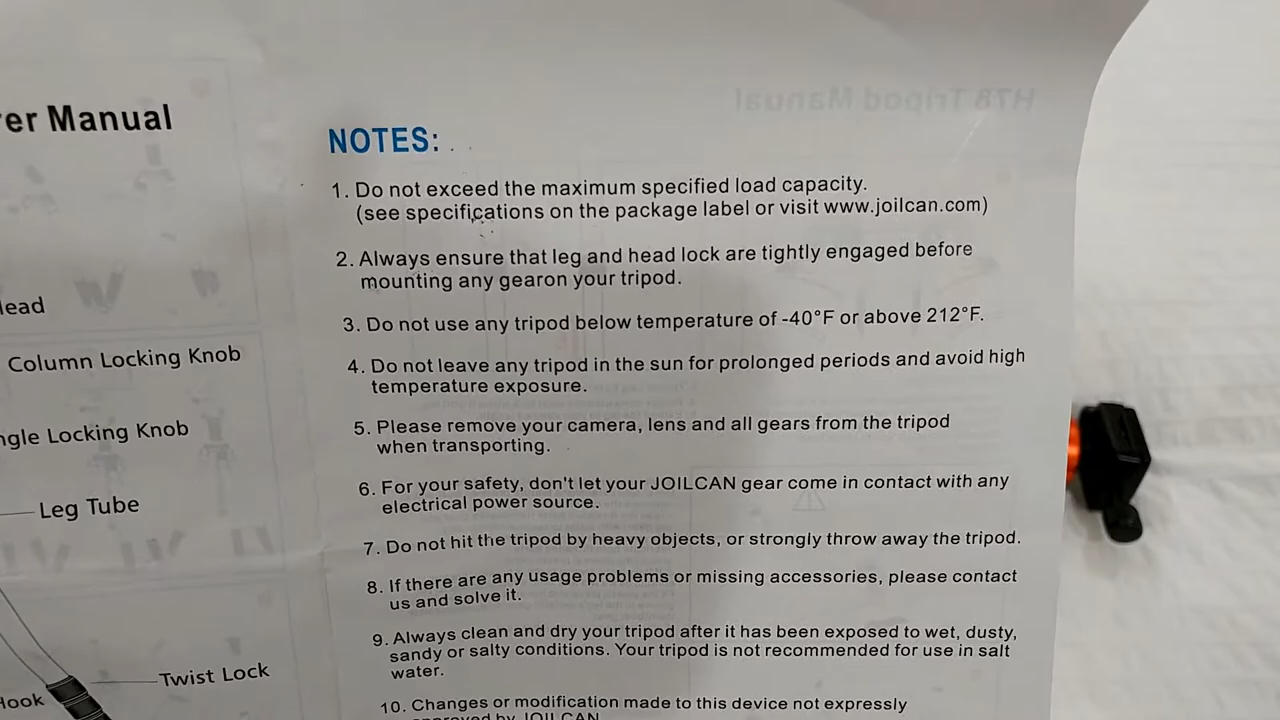 er Manual
ead
Column Locking Knob
ngle Locking Knob
Leg Tube
Twist Lock
Hook
H78 Tripod Manual
NOTES:
1. Do not exceed the maximum specified load capacity.
(see specifications on the package label or visit www.joilcan.com)
2. Always ensure that leg and head lock are tightly engaged before
mounting any gearon your tripod.
3. Do not use any tripod below temperature of -40°F or above 212°F.
4. Do not leave any tripod in the sun for prolonged periods and avoid high
temperature exposure.
5. Please remove your camera, lens and all gears from the tripod
when transporting.
6. For your safety, don't let your JOILCAN gear come in contact with any
electrical power source.
7. Do not hit the tripod by heavy objects, or strongly throw away the tripod.
8. If there are any usage problems or missing accessories, please contact
us and solve it.
9. Always clean and dry your tripod after it has been exposed to wet, dusty,
sandy or salty conditions. Your tripod is not recommended for use in salt
water.
10. Changes or modification made to this device not expressly
approved by JOILCAN